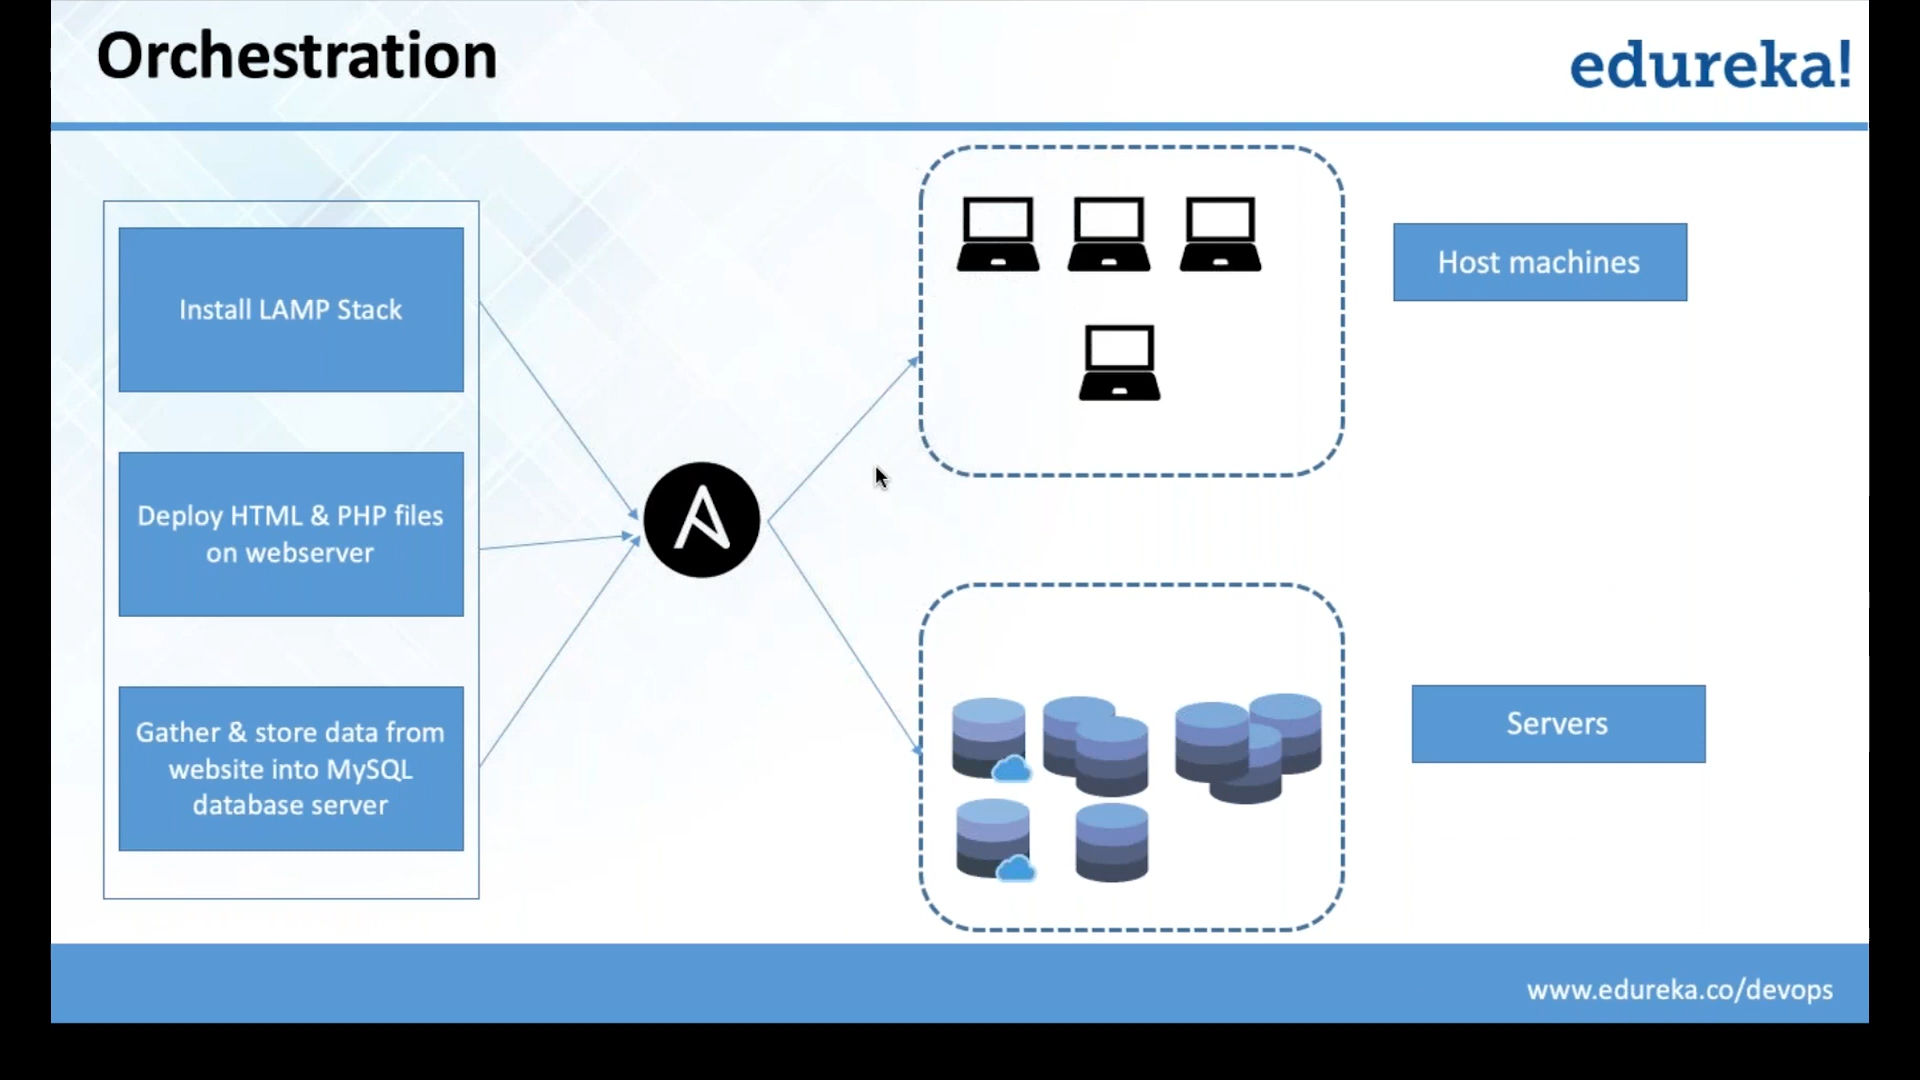 Orchestration
edureka!
Install LAMP Stack
Deploy HTML & PHP files
on webserver
Gather & store data from
website into MySQL
database server
Host machines
Servers
www.edureka.co/devops